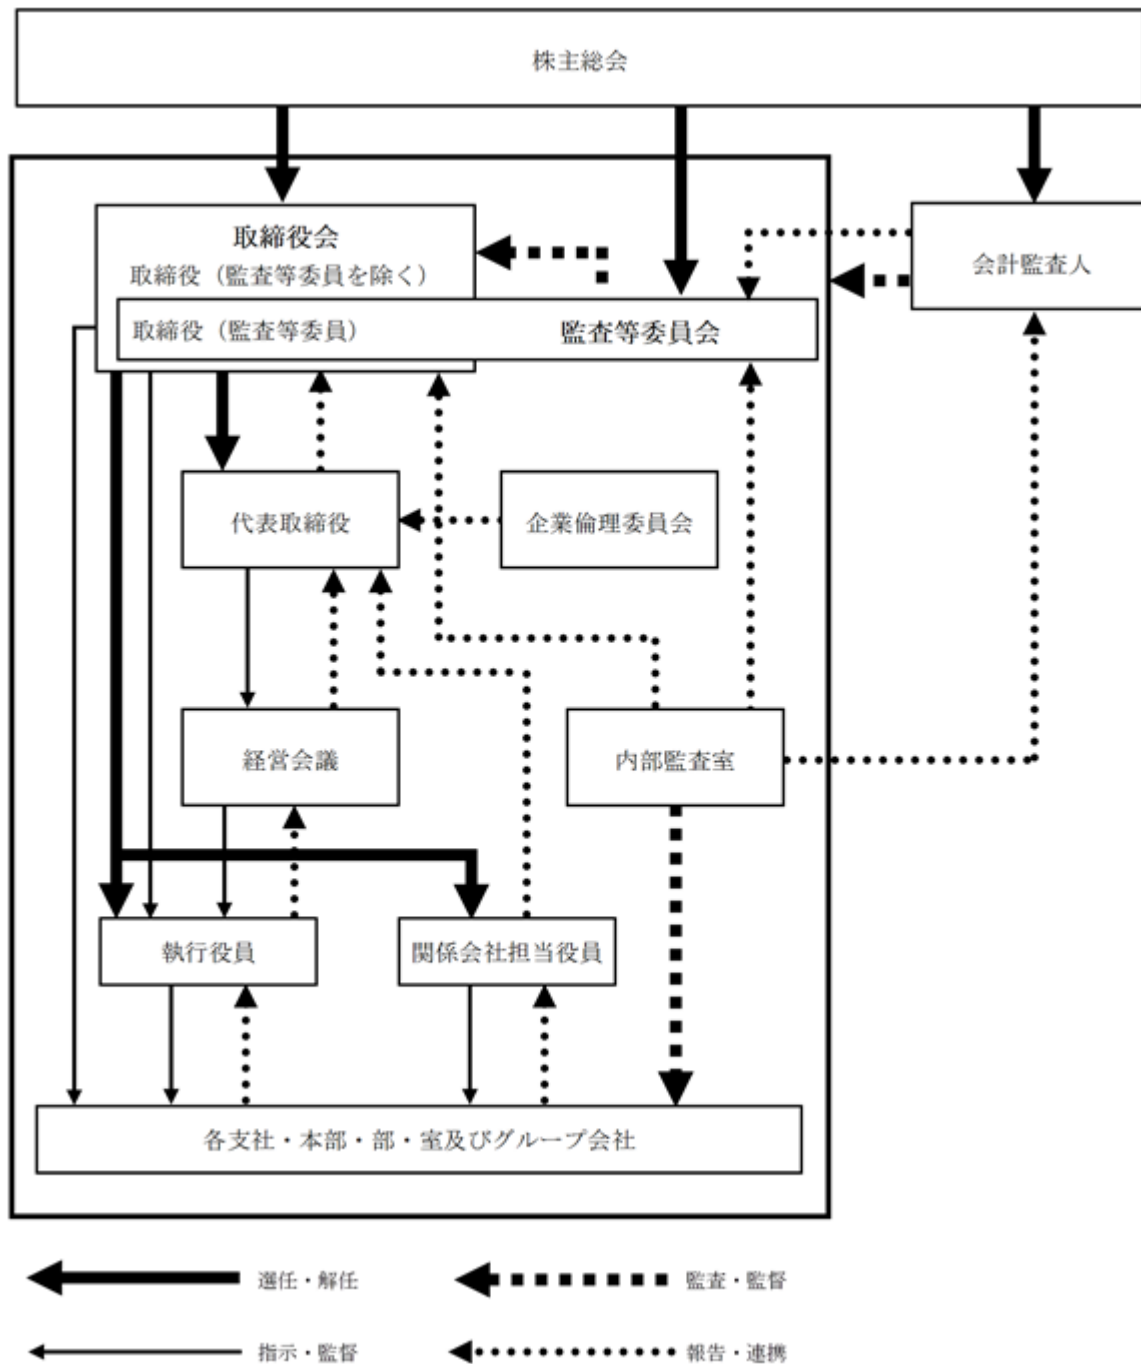 株主総会
取締役会
取締役（監査等委員を除く）
会計監査人
取締役（監査等委員）
監査等委員会
代表取締役
企業倫理委員会
経営会議
内部監査室
執行役員
関係会社担当役員
各支社・本部・部・室及びグループ会社
選任・解任
監査・監督
指示・監督
報告・連携